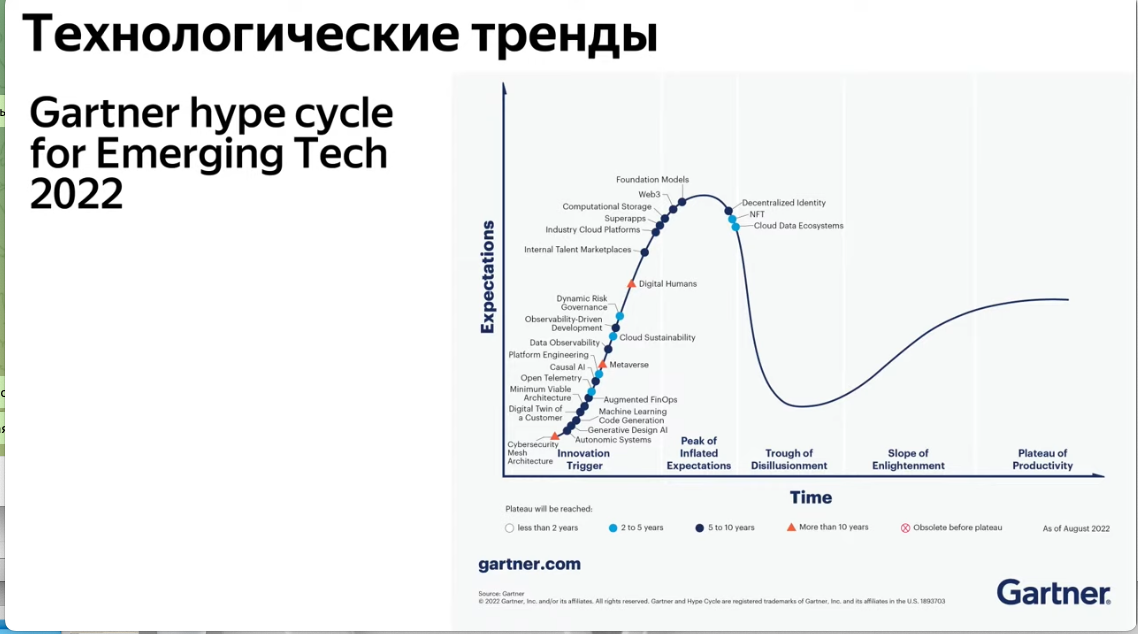 Технологические тренды
Gartner hype cycle
for Emerging Tech
2022
Expectations
Foundation Models
Web3
Computational Storage
Superapps
Industry Cloud Platforms
Internal Talent Marketplaces
Decentralized Identity
NFT
Cloud Data Ecosystems
Digital Humans
Dynamic Risk
Governance
Observability-Driven
Development
Cloud Sustainability
Data Observability
Platform Engineering
Metaverse
Causal AI
Open Telemetry
Minimum Viable
Architecture
Augmented FinOps
Digital Twin of
a Customer
Machine Learning
Code Generation
Generative Design AI
Autonomic Systems
Cybersecurity
Mesh
Architecture
Innovation
Trigger
Peak of
Inflated
Expectations
Trough of
Disillusionment
Slope of
Enlightenment
Plateau of
Productivity
Time
Plateau will be reached:
less than 2 years
2 to 5 years
5 to 10 years
More than 10 years
Obsolete before plateau
As of August 2022
gartner.com
Source: Gartner
© 2022 Gartner, Inc. and/or its affiliates. All rights reserved. Gartner and Hype Cycle are registered trademarks of Gartner, Inc. and its affiliates in the U.S. 1893703
Gartner®